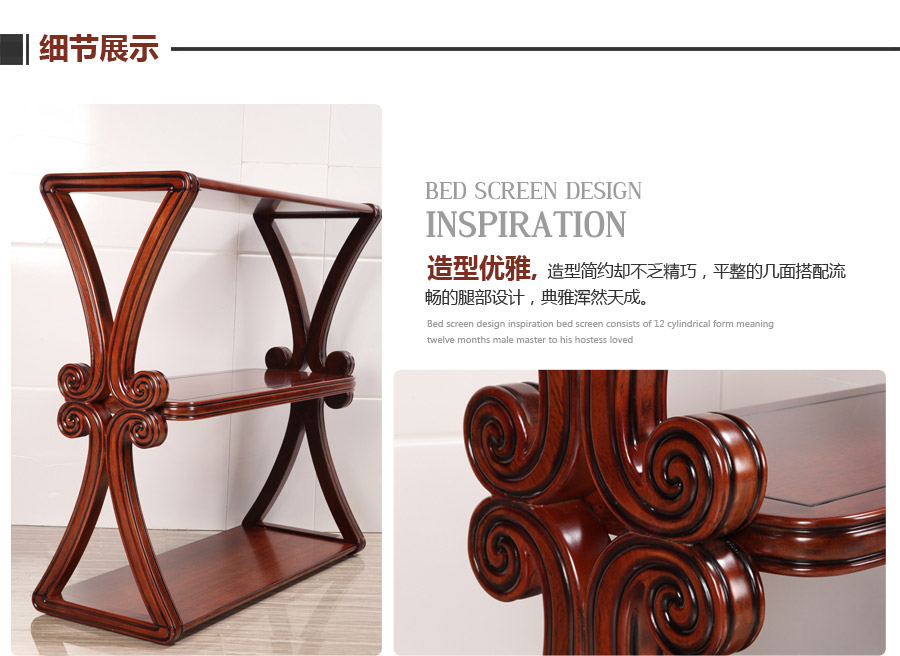 细节展示
BED SCREEN DESIGN
INSPIRATION
造型优雅, 造型简约却不乏精巧，平整的几面搭配流
畅的腿部设计，典雅浑然天成。
Bed screen design inspiration bed screen consists of 12 cylindrical form meaning
twelve months male master to his hostess loved